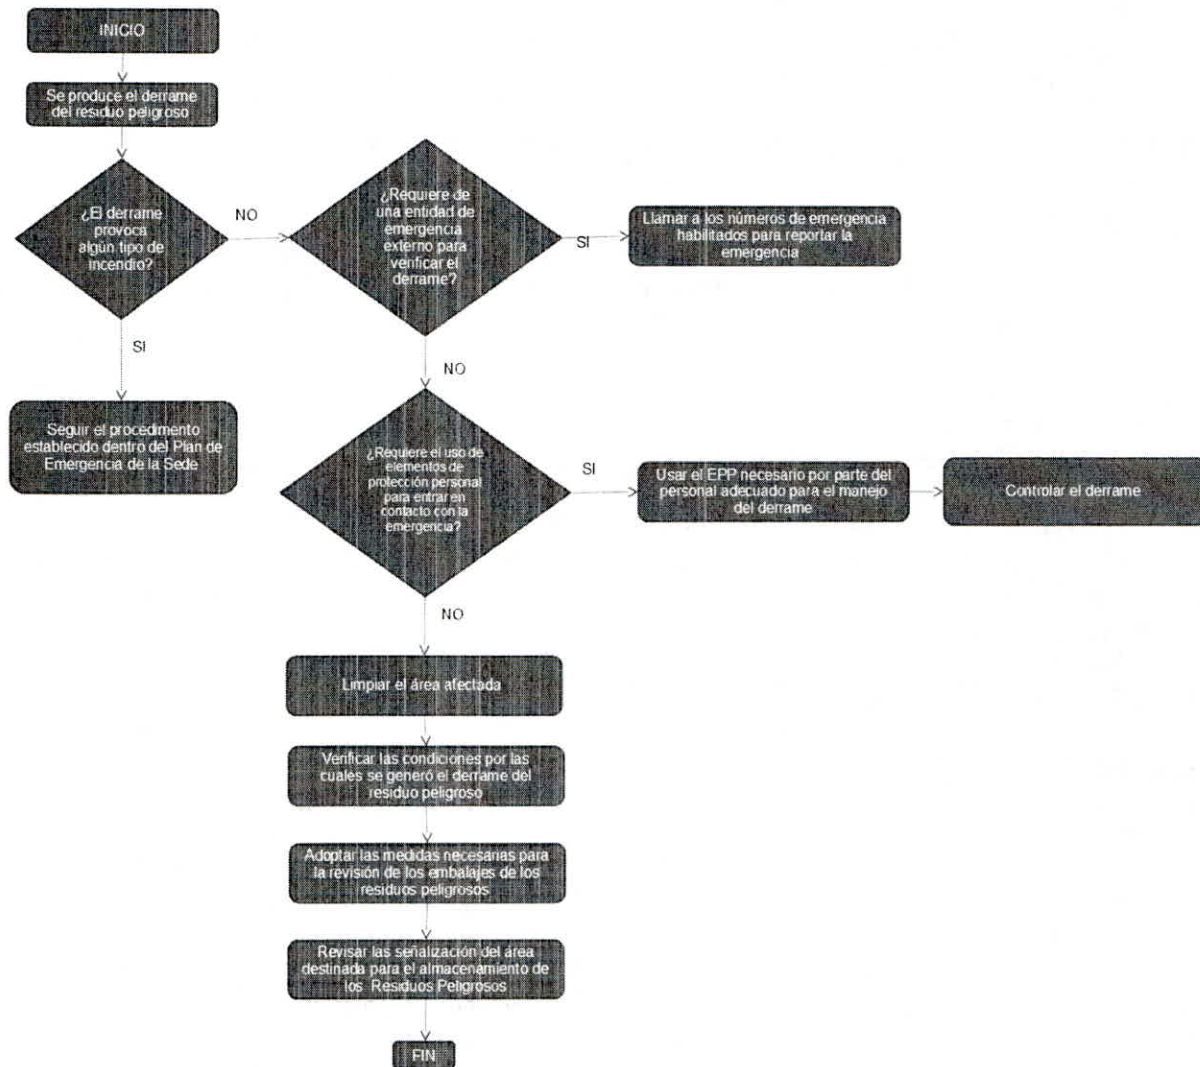 INICIO
Se produce el derrame
del residuo peligroso
¿El derrame
provoca
algún tipo de
incendio?
NO
¿Requiere de
una entidad de
emergencia
externo para
verificar el
derrame?
SI
Llamar a los números de emergencia
habilitados para reportar la
emergencia
SI
NO
Seguir el procedimento
establecido dentro del Plan de
Emergencia de la Sede
¿Requiere el uso de
elementos de
protección personal
para entrar en
contacto con la
emergencia?
SI
Usar el EPP necesario por parte del
personal adecuado para el manejo
del derrame
Controlar el derrame
NO
Limpiar el área afectada
Verificar las condiciones por las
cuales se generó el derrame del
residuo peligroso
Adoptar las medidas necesarias para
la revisión de los embalajes de los
residuos peligrosos
Revisar las señalización del área
destinada para el almacenamiento de
los Residuos Peligrosos
FIN